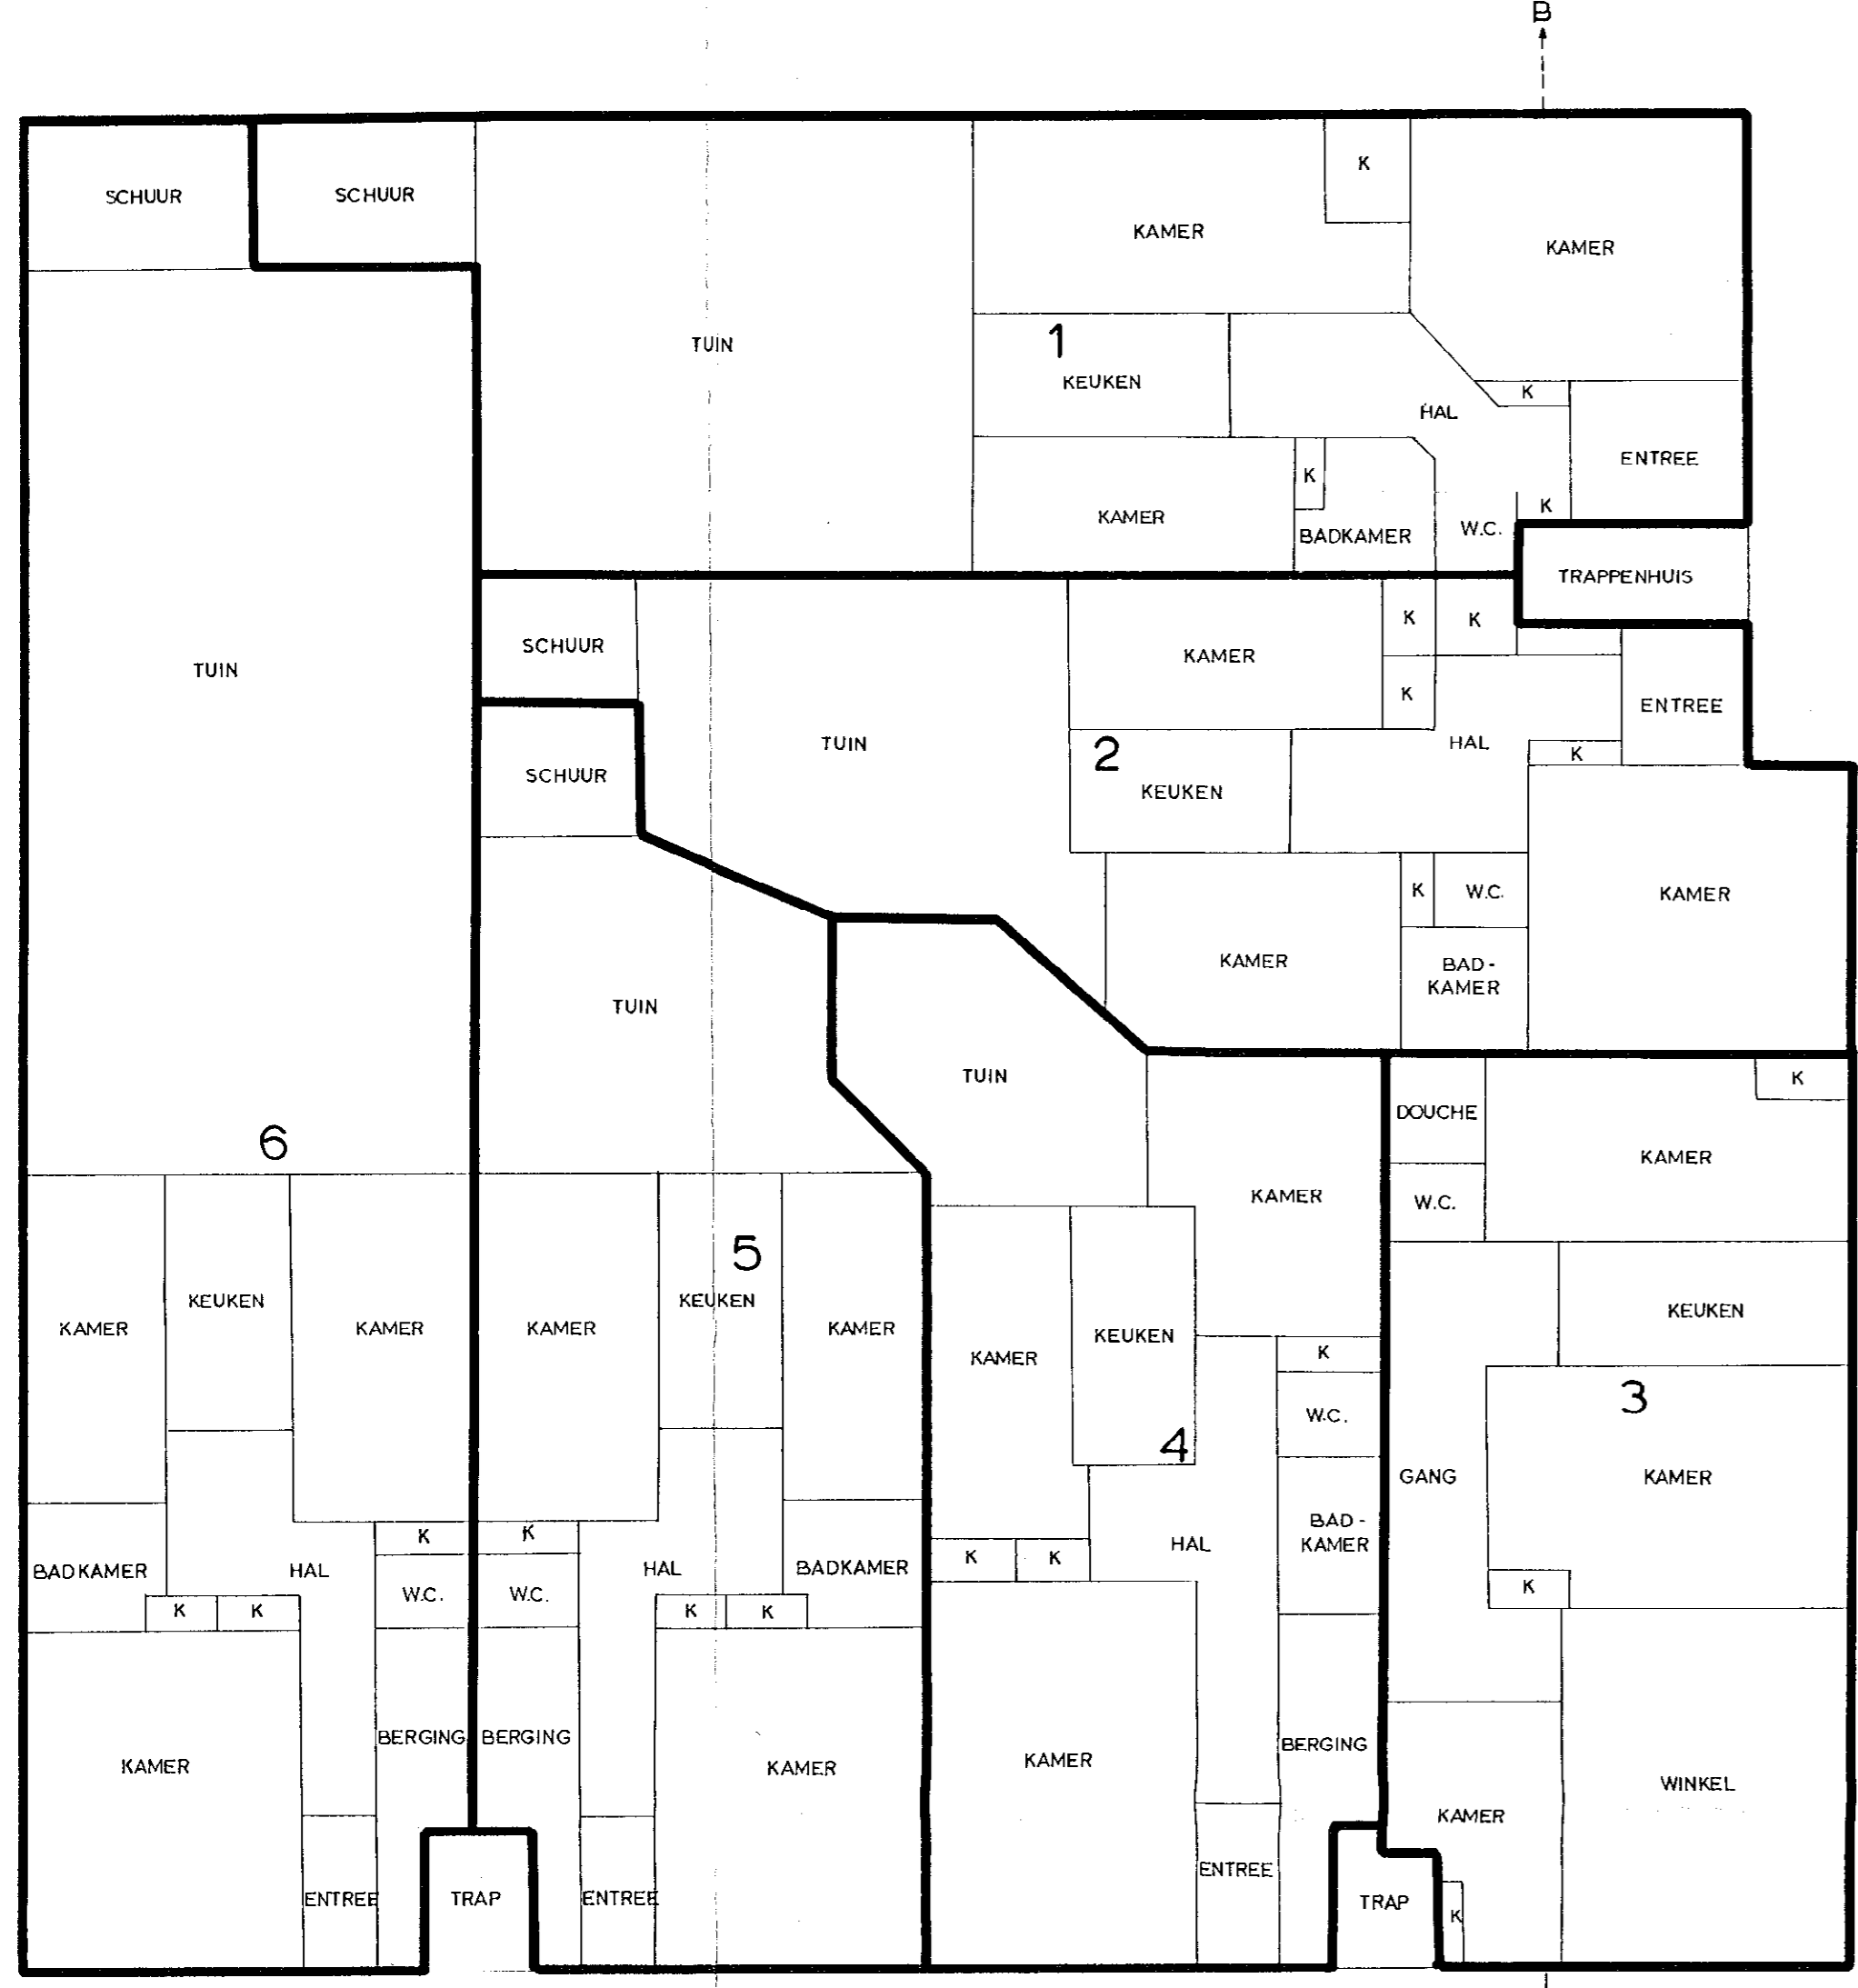 B
SCHUUR
SCHUUR
TUIN
KAMER
K
KAMER
1
KEUKEN
HAL
K
ENTREE
KAMER
K
BADKAMER
W.C.
K
TRAPPENHUIS
TUIN
SCHUUR
TUIN
KAMER
K
K
K
HAL
ENTREE
K
2
KEUKEN
SCHUUR
KAMER
K
W.C.
BAD-
KAMER
KAMER
TUIN
TUIN
6
KAMER
KEUKEN
KAMER
BADKAMER
HAL
K
W.C.
K
K
KAMER
BERGING
ENTREE
TRAP
5
KAMER
KEUKEN
KAMER
K
W.C.
HAL
BADKAMER
K
K
BERGING
KAMER
ENTREE
KAMER
KAMER
KEUKEN
4
K
W.C.
BAD-
KAMER
HAL
K
K
KAMER
BERGING
ENTREE
TRAP
DOUCHE
K
KAMER
W.C.
KEUKEN
3
GANG
KAMER
K
KAMER
WINKEL
K